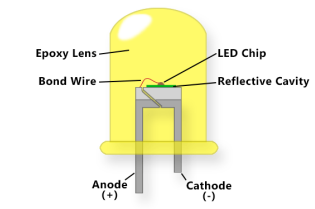 Epoxy Lens
LED Chip
Bond Wire
Reflective Cavity
Anode
(+)
Cathode
(-)